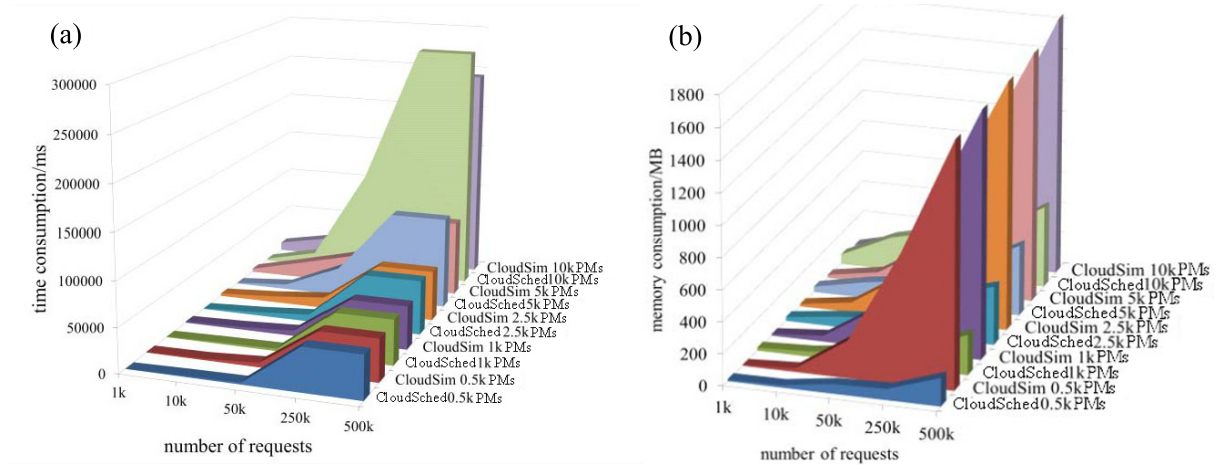 (a)
300000
250000
200000
150000
100000
50000
0
time consumption/ms
1k
10k
50k
250k
500k
number of requests
CloudSim 10kPMs
CloudSched10kPMs
CloudSim 5kPMs
CloudSched5kPMs
CloudSim 2.5kPMs
CloudSched2.5kPMs
CloudSim 1kPMs
CloudSched1kPMs
CloudSim 0.5kPMs
CloudSched0.5kPMs
(b)
1800
1600
1400
1200
1000
800
600
400
200
0
memory consumption/MB
1k
10k
50k
250k
500k
number of requests
CloudSim 10kPMs
CloudSched10kPMs
CloudSim 5kPMs
CloudSched5kPMs
CloudSim 2.5kPMs
CloudSched2.5kPMs
CloudSim 1kPMs
CloudSched1kPMs
CloudSim 0.5kPMs
CloudSched0.5kPMs